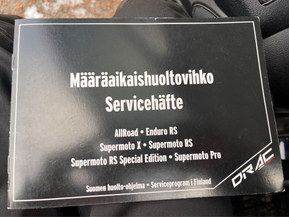 Määräaikaishuoltovihko
Servicehäfte
AllRoad • Enduro RS
Supermoto X • Supermoto RS
Supermoto RS Special Edition • Supermoto Pro
Suomen huolto-ohjelma • Serviceprogram i Finland
DRAC